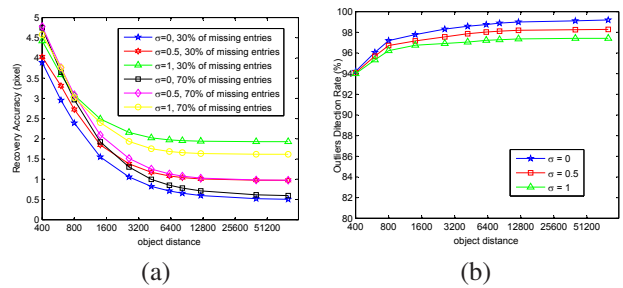 Recovery Accuracy (pixel)
5
4.5
4
3.5
3
2.5
2
1.5
1
0.5
0
σ=0, 30% of missing entries
σ=0.5, 30% of missing entries
σ=1, 30% of missing entries
σ=0, 70% of missing entries
σ=0.5, 70% of missing entries
σ=1, 70% of missing entries
400 800 1600 3200 6400 12800 25600 51200
object distance
(a)
Outliers Ditection Rate (%)
100
98
96
94
92
90
88
86
84
82
80
σ = 0
σ = 0.5
σ = 1
400 800 1600 3200 6400 12800 25600 51200
object distance
(b)